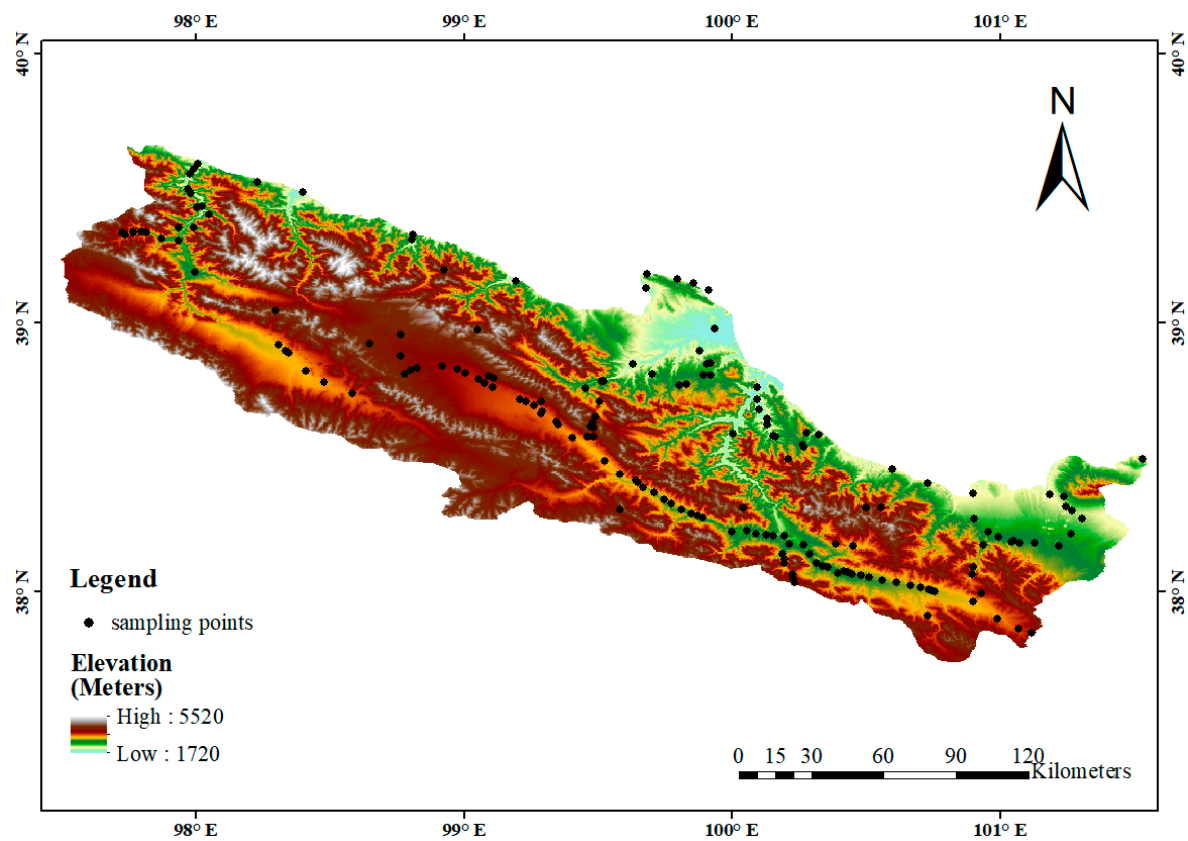 98° E 99° E 100° E 101° E
40° N 40° N
N
39° N 39° N
38° N 38° N
Legend
sampling points
Elevation
(Meters)
High : 5520
Low : 1720
0 15 30 60 90 120
Kilometers
98° E 99° E 100° E 101° E